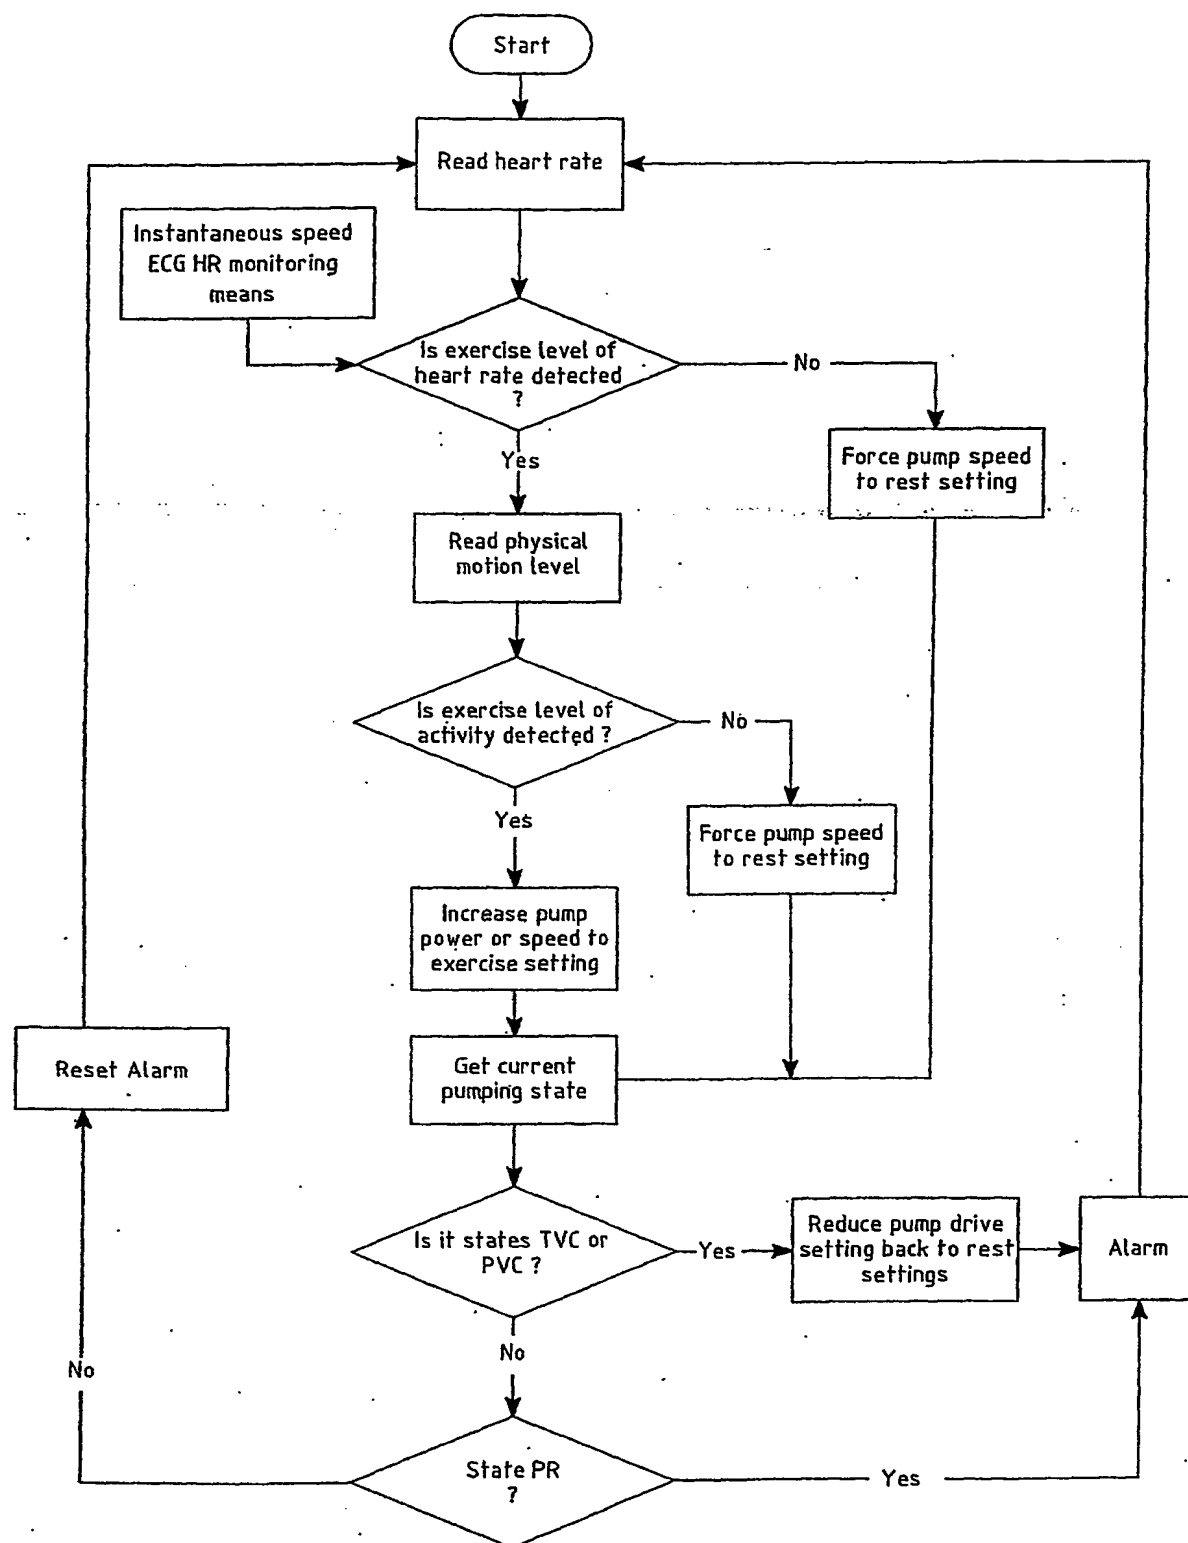 Start
Read heart rate
Instantaneous speed
ECG HR monitoring
means
Is exercise level of
heart rate detected
?
No
Yes
Force pump speed
to rest setting
Read physical
motion level
Is exercise level of
activity detected ?
No
Yes
Force pump speed
to rest setting
Increase pump
power or speed to
exercise setting
Reset Alarm
Get current
pumping state
Is it states TVC or
PVC ?
Yes
Reduce pump drive
setting back to rest
settings
Alarm
No
No
State PR
?
Yes